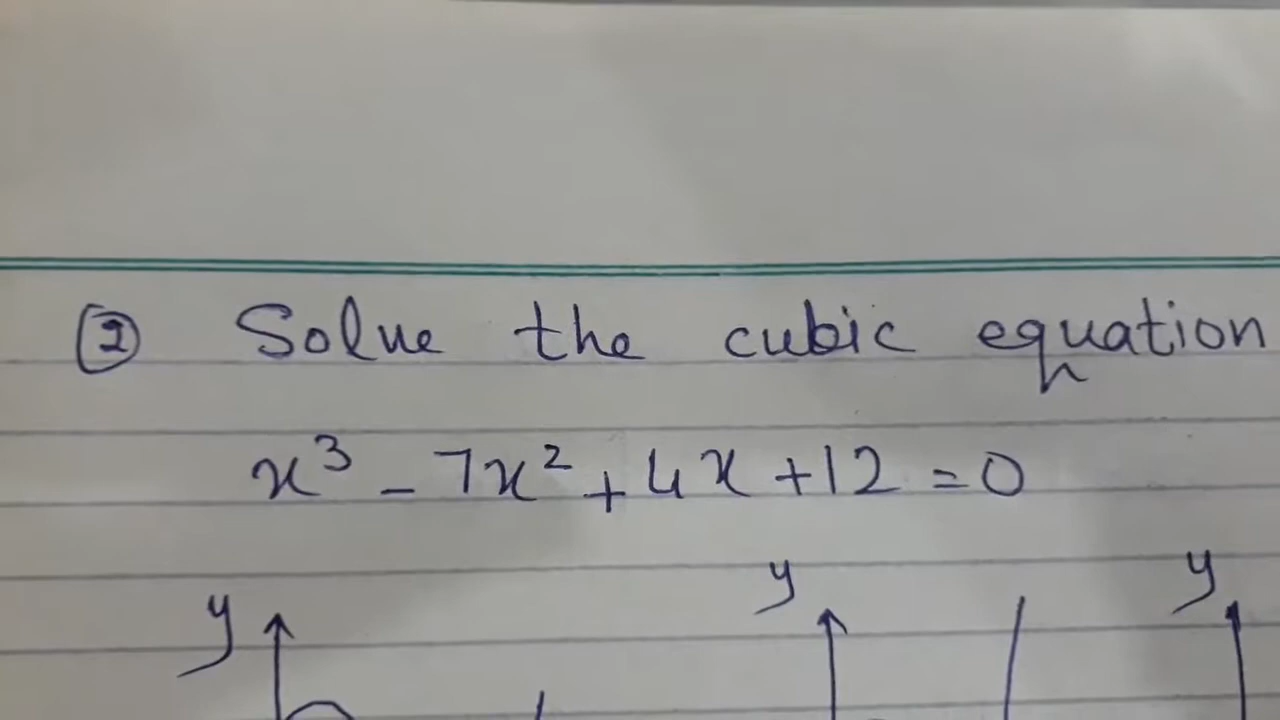 ② Solve the cubic equation
x³ - 7x² + 4x + 12 = 0
y y y